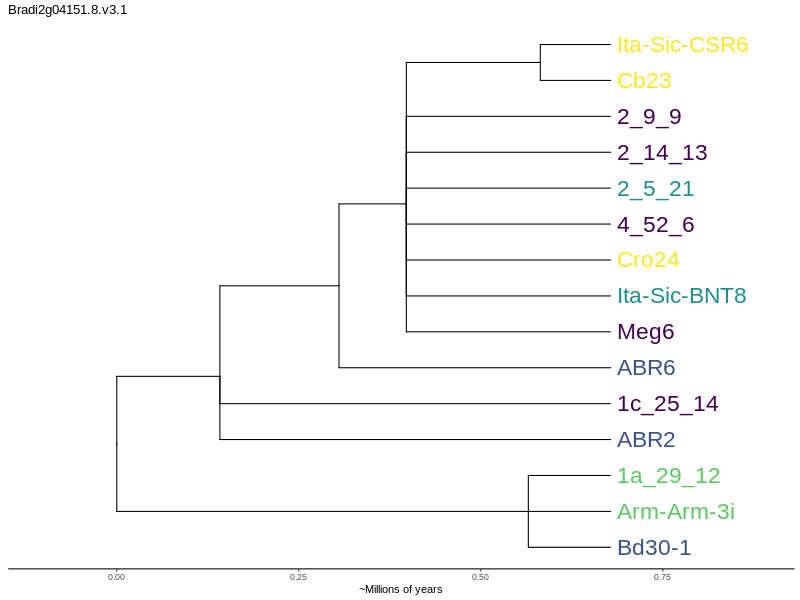 Bradi2g04151.8.v3.1
Ita-Sic-CSR6
Cb23
2_9_9
2_14_13
2_5_21
4_52_6
Cro24
Ita-Sic-BNT8
Meg6
ABR6
1c_25_14
ABR2
1a_29_12
Arm-Arm-3i
Bd30-1
0.00 0.25 0.50 0.75
~Millions of years